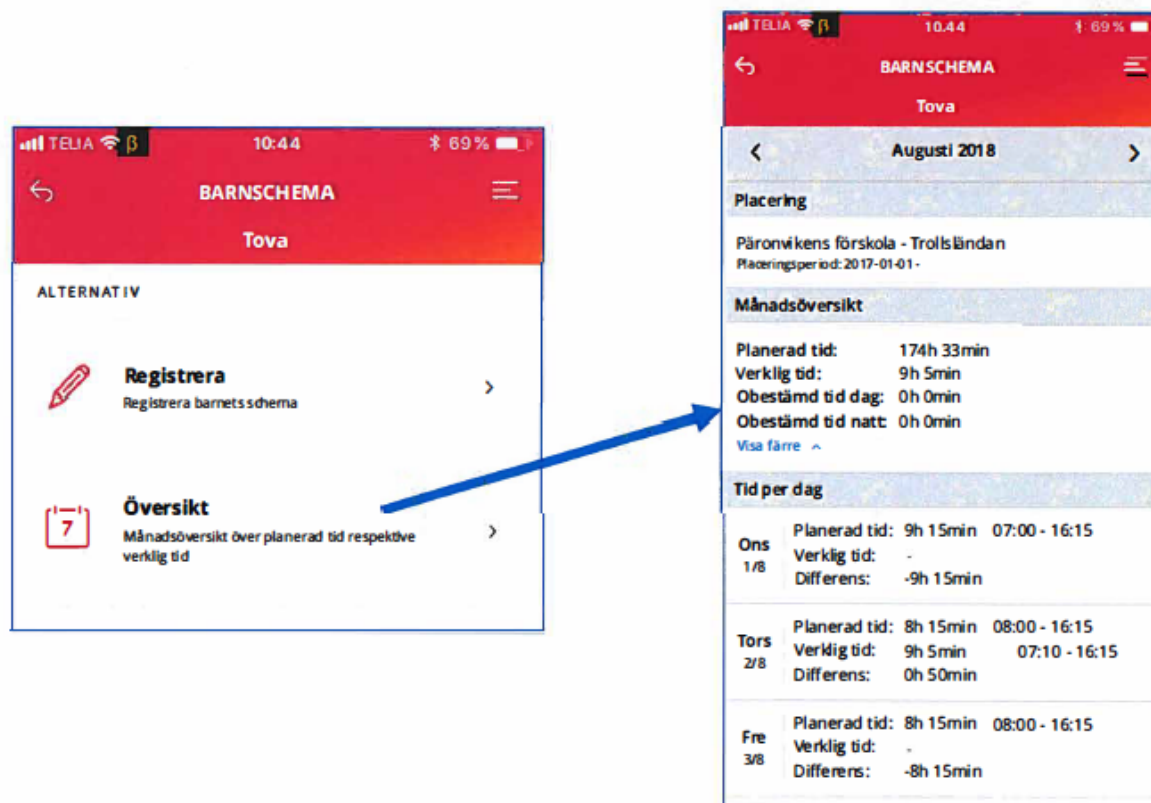 TELIA β 10:44 69 %
BARNSCHEMA
Tova
ALTERNATIV
Registrera
Registrera barnets schema
7
Översikt
Månadsöversikt över planerad tid respektive
verklig tid
TELIA β 10.44 69 %
BARNSCHEMA
Tova
Augusti 2018
Placering
Päronvikens förskola - Trollsländan
Placeringsperiod: 2017-01-01 -
Månadsöversikt
Planerad tid: 174h 33min
Verklig tid: 9h 5min
Obestämd tid dag: 0h 0min
Obestämd tid natt: 0h 0min
Visa färre
Tid per dag
Ons
1/8
Planerad tid: 9h 15min 07:00 - 16:15
Verklig tid: -
Differens: -9h 15min
Tors
2/8
Planerad tid: 8h 15min 08:00 - 16:15
Verklig tid: 9h 5min 07:10 - 16:15
Differens: 0h 50min
Fre
3/8
Planerad tid: 8h 15min 08:00 - 16:15
Verklig tid: -
Differens: -8h 15min